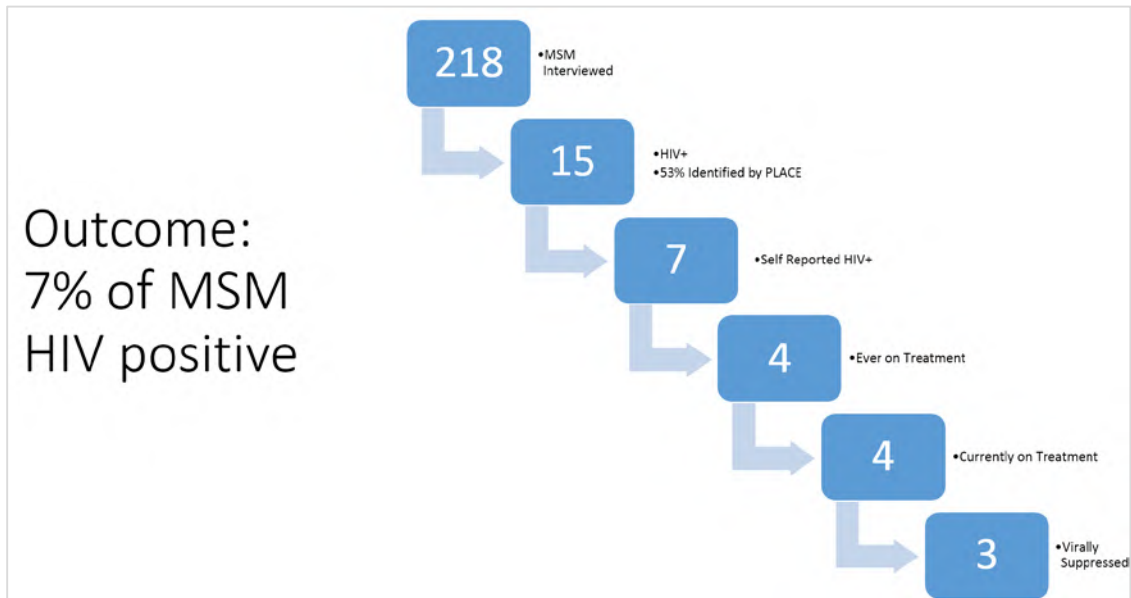 218
•MSM
Interviewed
15
•HIV+
•53% Identified by PLACE
Outcome:
7% of MSM
HIV positive
7
•Self Reported HIV+
4
•Ever on Treatment
4
•Currently on Treatment
3
•Virally
Suppressed